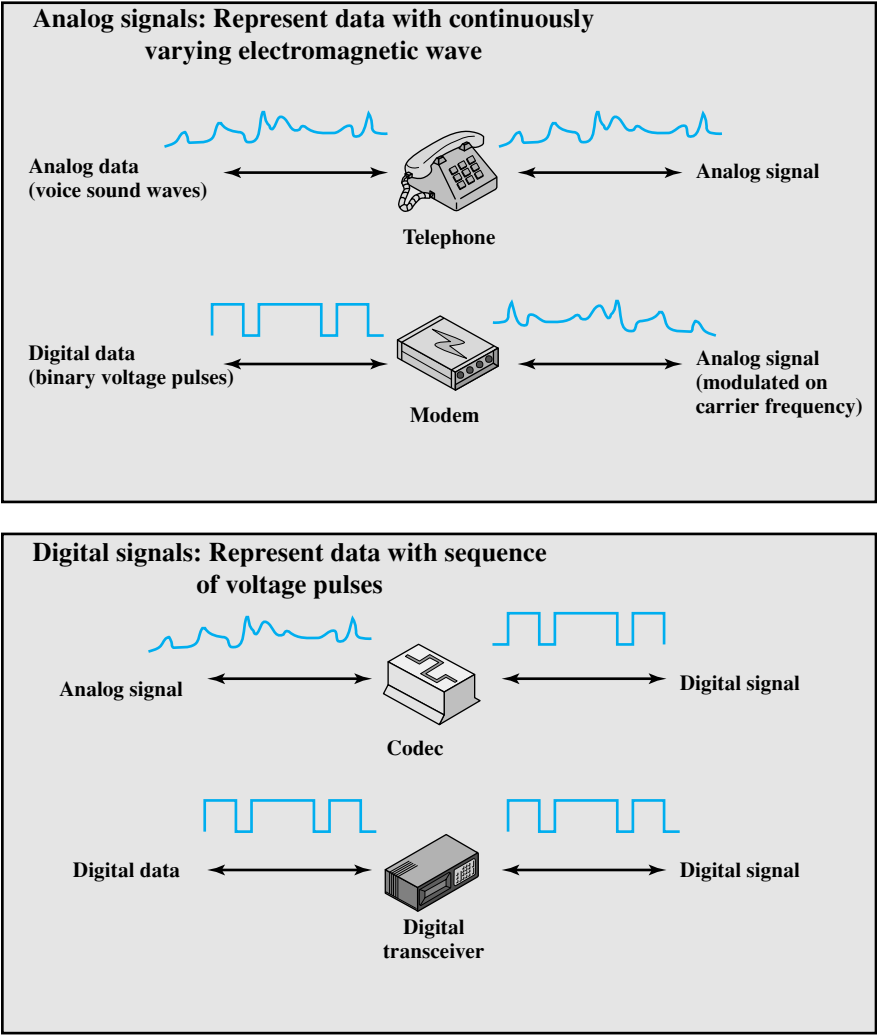 Analog signals: Represent data with continuously
varying electromagnetic wave
Analog data
(voice sound waves)
Analog signal
Telephone
Digital data
(binary voltage pulses)
Analog signal
(modulated on
carrier frequency)
Modem
Digital signals: Represent data with sequence
of voltage pulses
Analog signal
Digital signal
Codec
Digital data
Digital signal
Digital
transceiver